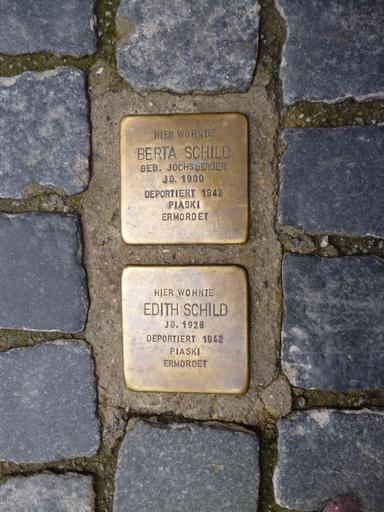 HIER WOHNTE
BERTA SCHILD
GEB. JOCHSBERGER
JG. 1900
DEPORTIERT 1942
PIASKI
ERMORDET
HIER WOHNTE
EDITH SCHILD
JG. 1928
DEPORTIERT 1942
PIASKI
ERMORDET